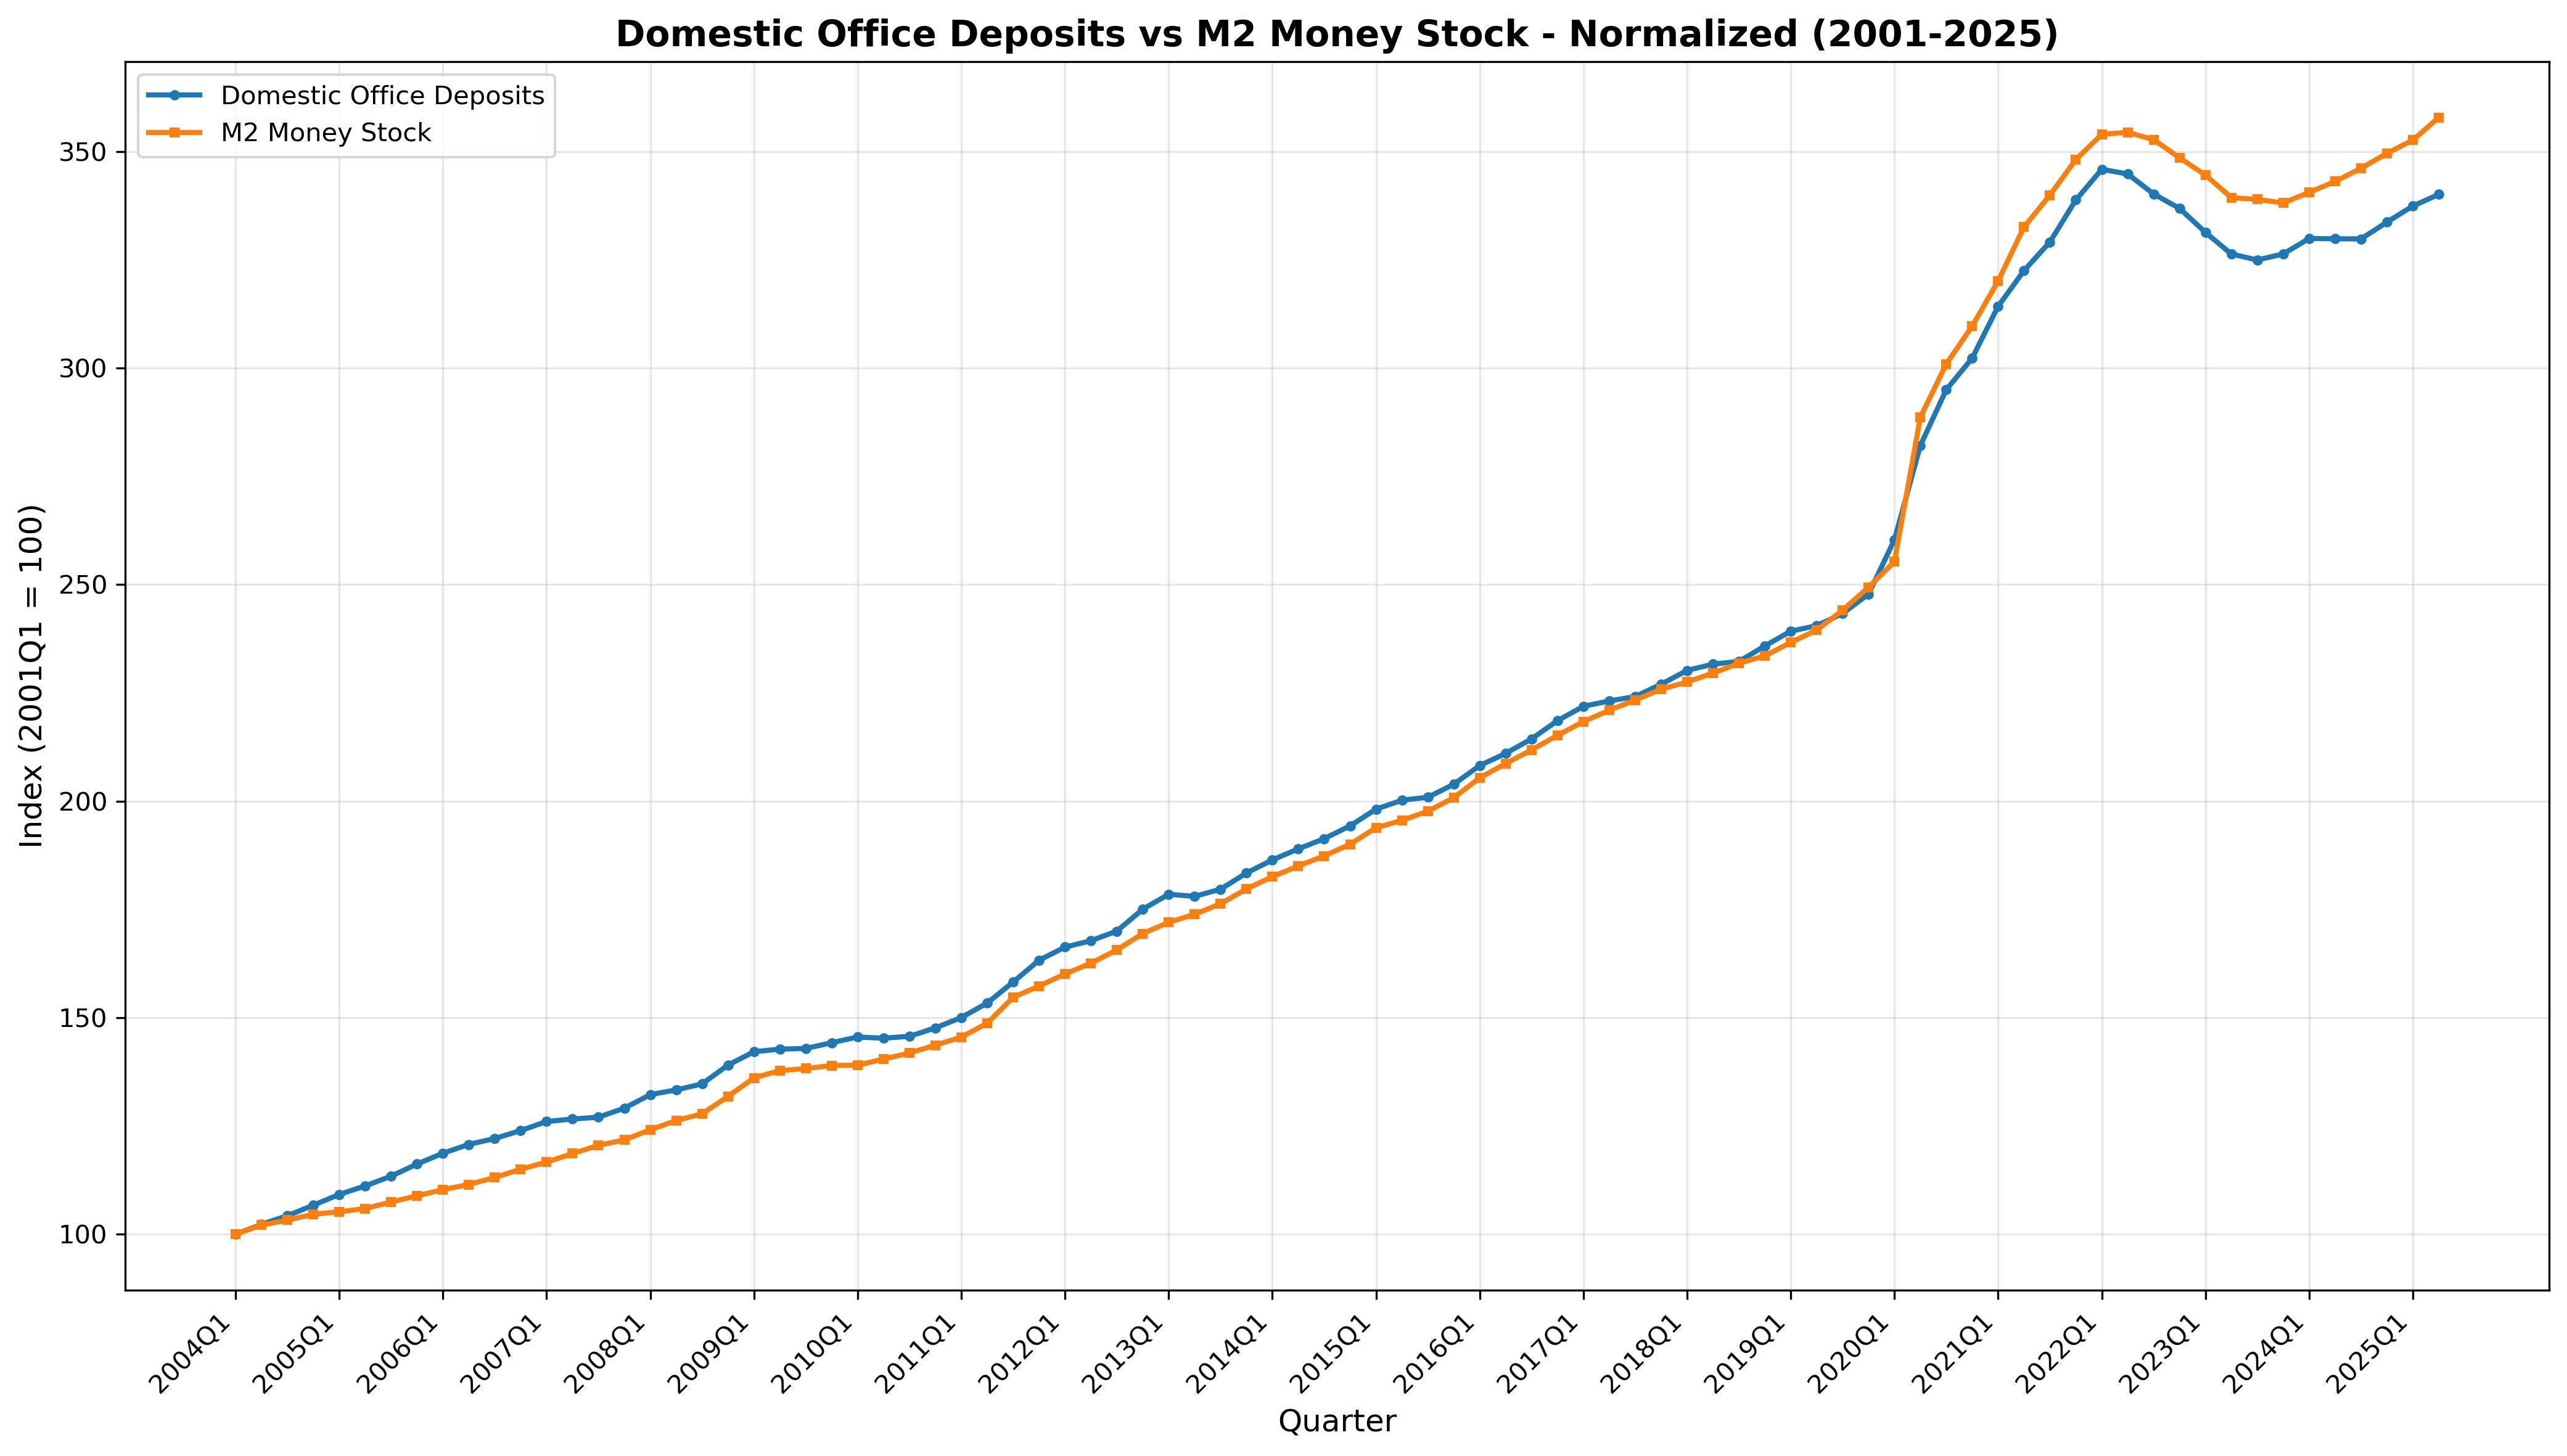 Domestic Office Deposits vs M2 Money Stock - Normalized (2001-2025)
Domestic Office Deposits
M2 Money Stock
Index (2001Q1 = 100)
350
300
250
200
150
100
2004Q1
2005Q1
2006Q1
2007Q1
2008Q1
2009Q1
2010Q1
2011Q1
2012Q1
2013Q1
2014Q1
2015Q1
2016Q1
2017Q1
2018Q1
2019Q1
2020Q1
2021Q1
2022Q1
2023Q1
2024Q1
2025Q1
Quarter